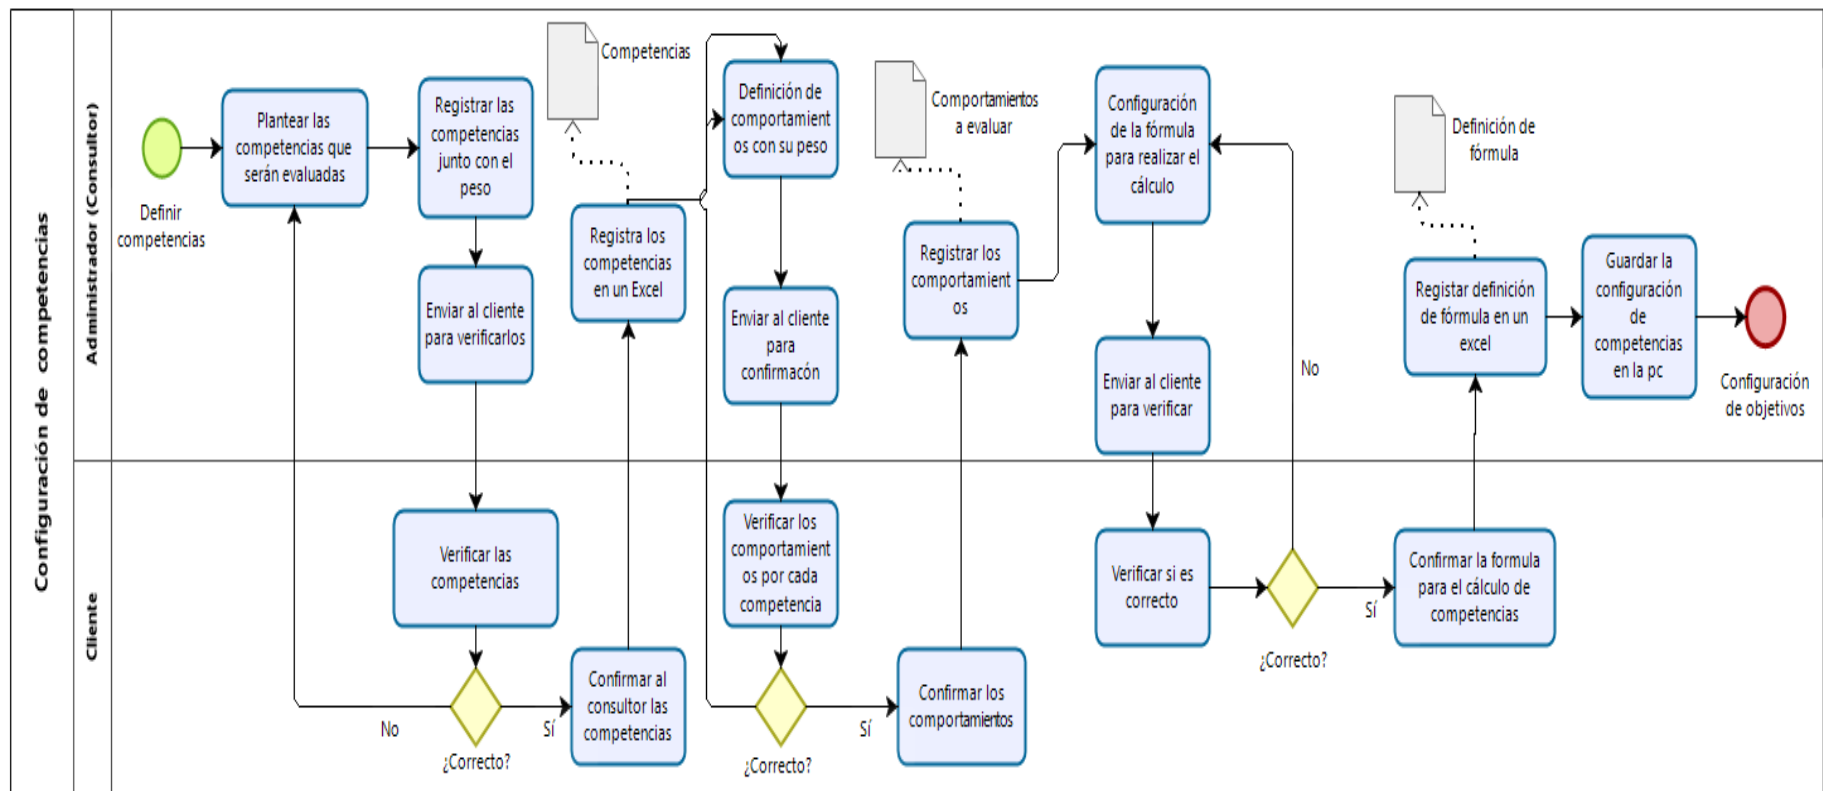 Configuración de competencias
Administrador (Consultor)
Cliente
Definir
competencias
Plantear las
competencias que
serán evaluadas
Registrar las
competencias
junto con el
peso
Enviar al cliente
para verificarlos
Verificar las
competencias
¿Correcto?
No
Sí
Confirmar al
consultor las
competencias
Registra los
competencias
en un Excel
Competencias
Definición de
comportamient
os con su peso
Enviar al cliente
para
confirmacón
Verificar los
comportamient
os por cada
competencia
¿Correcto?
Sí
Confirmar los
comportamientos
Registrar los
comportamient
os
Comportamientos
a evaluar
Configuración
de la fórmula
para realizar el
cálculo
Enviar al cliente
para verificar
Verificar si es
correcto
¿Correcto?
No
Sí
Confirmar la formula
para el cálculo de
competencias
Registar definición
de fórmula en un
excel
Definición de
fórmula
Guardar la
configuración
de
competencias
en la pc
Configuración
de objetivos